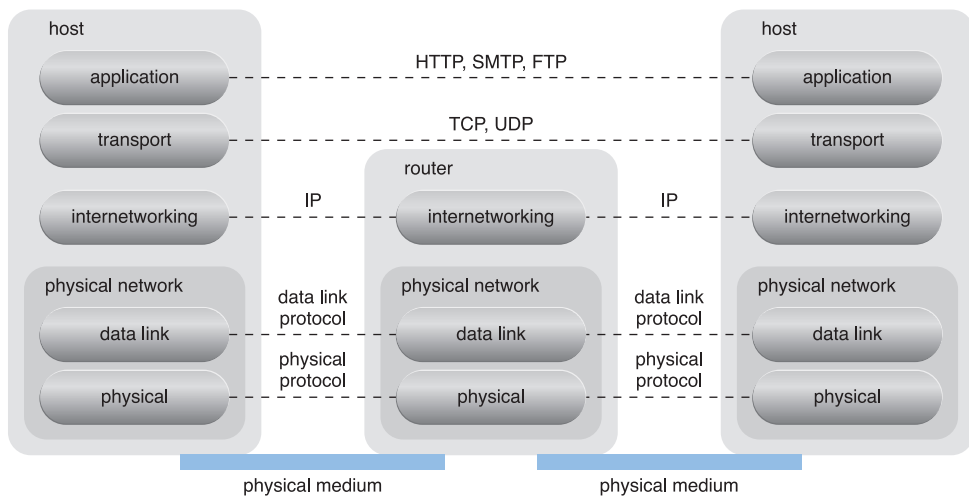 host
host
application
HTTP, SMTP, FTP
application
transport
TCP, UDP
transport
router
internetworking
IP
internetworking
IP
internetworking
physical network
data link
protocol
physical network
data link
protocol
physical network
data link
data link
data link
physical
protocol
physical
protocol
physical
physical
physical
physical medium
physical medium